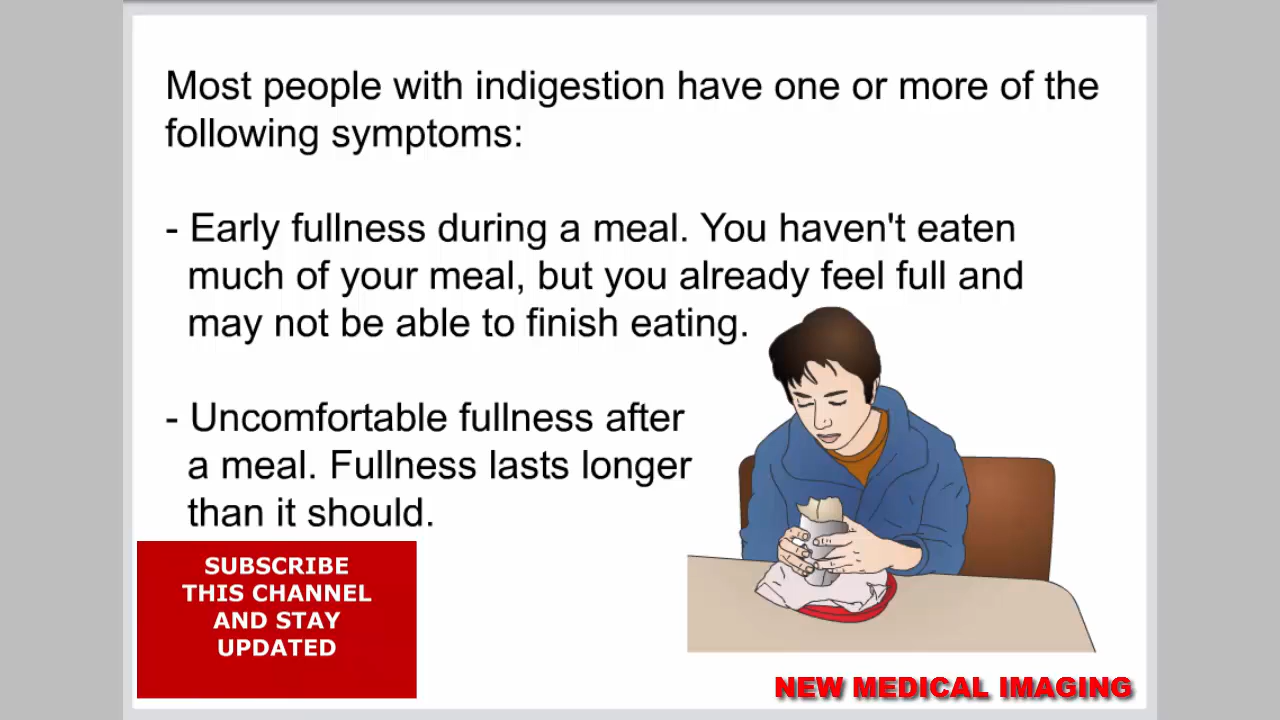 Most people with indigestion have one or more of the
following symptoms:
- Early fullness during a meal. You haven't eaten
much of your meal, but you already feel full and
may not be able to finish eating.
- Uncomfortable fullness after
a meal. Fullness lasts longer
than it should.
SUBSCRIBE
THIS CHANNEL
AND STAY
UPDATED
NEW MEDICAL IMAGING